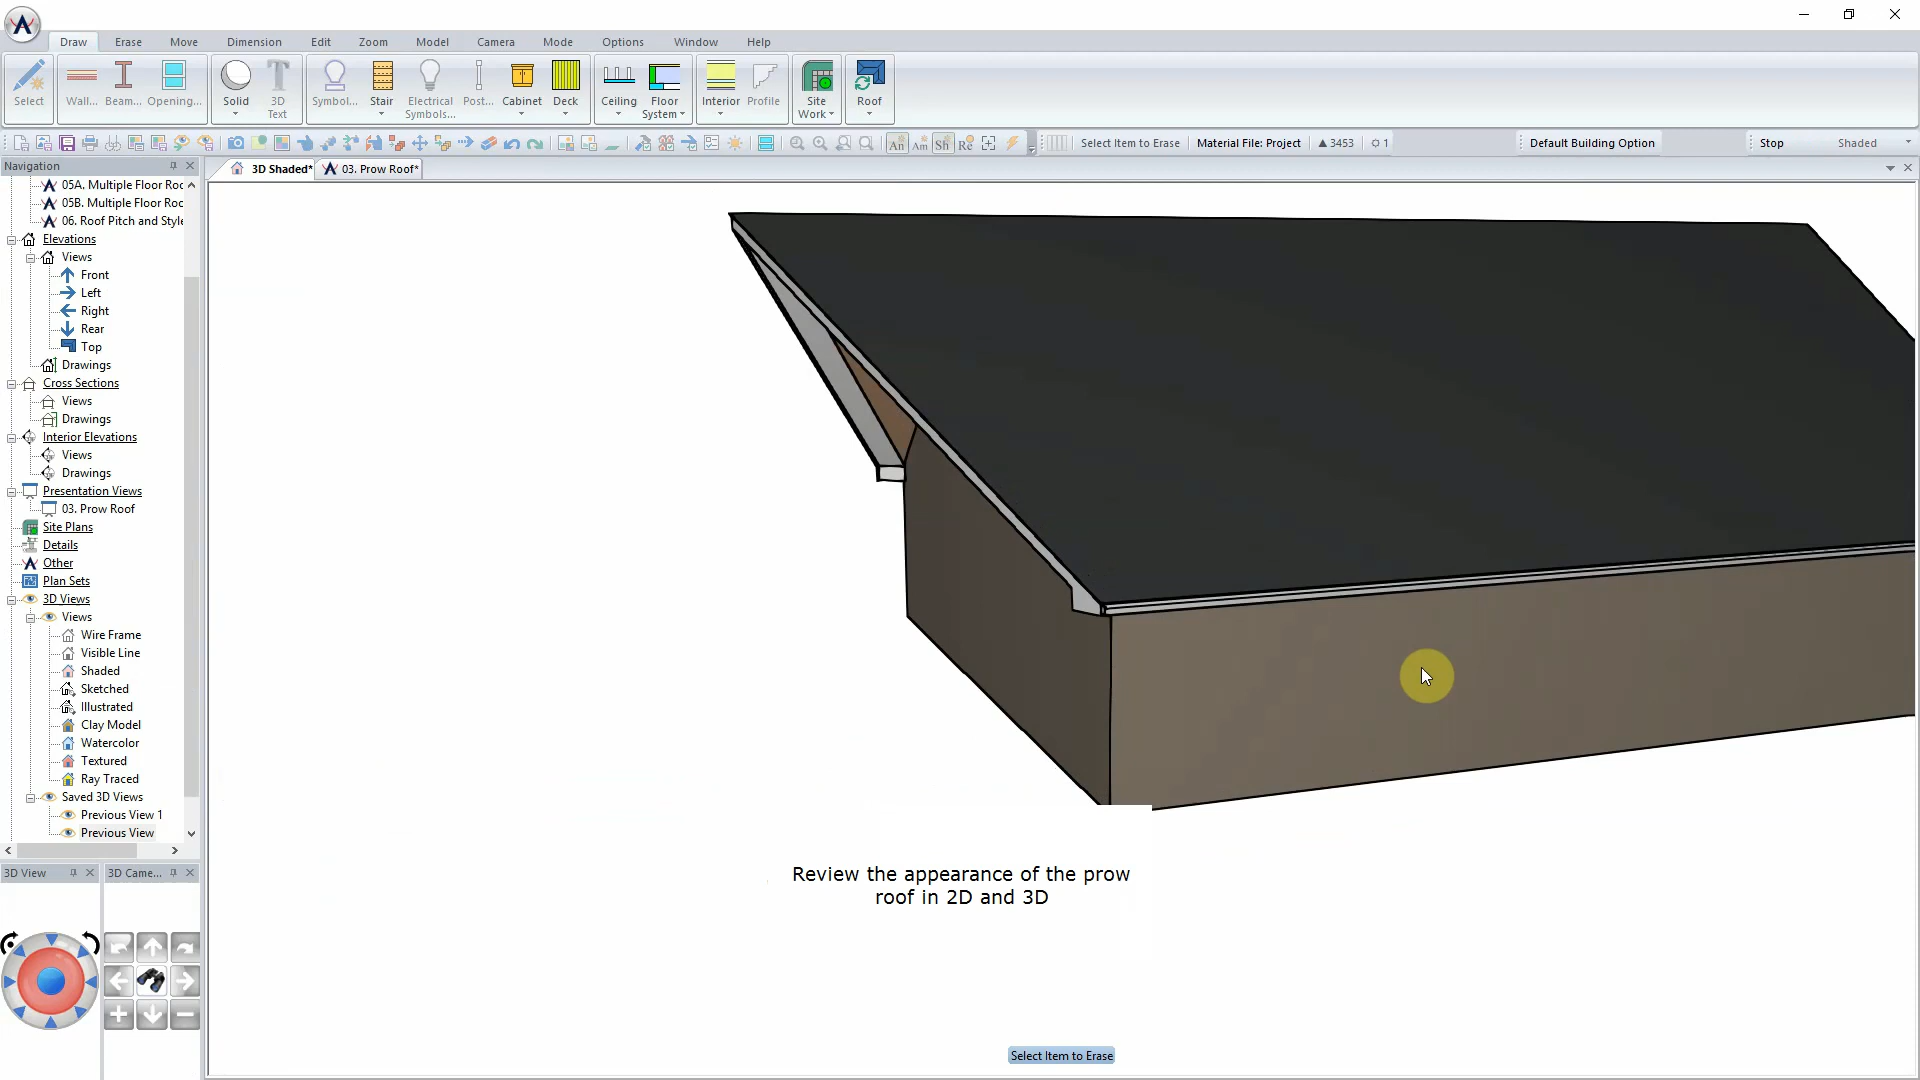 Draw Erase Move Dimension Edit Zoom Model Camera Mode Options Window Help
Select Wall... Beam... Opening... Solid 3D Text Symbol... Stair Electrical Symbols... Post... Cabinet Deck Ceiling Floor System Interior Profile Site Work Roof
An Am Sh Re Select Item to Erase Material File: Project 3453 1 Default Building Option Stop Shaded
Navigation
3D Shaded* 03. Prow Roof*
05A. Multiple Floor Roo
05B. Multiple Floor Roo
06. Roof Pitch and Style
Elevations
Views
Front
Left
Right
Rear
Top
Drawings
Cross Sections
Views
Drawings
Interior Elevations
Views
Drawings
Presentation Views
03. Prow Roof
Site Plans
Details
Other
Plan Sets
3D Views
Views
Wire Frame
Visible Line
Shaded
Sketched
Illustrated
Clay Model
Watercolor
Textured
Ray Traced
Saved 3D Views
Previous View 1
Previous View
3D View 3D Came...
Review the appearance of the prow
roof in 2D and 3D
Select Item to Erase